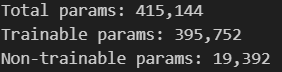 Total params: 415,144
Trainable params: 395,752
Non-trainable params: 19,392